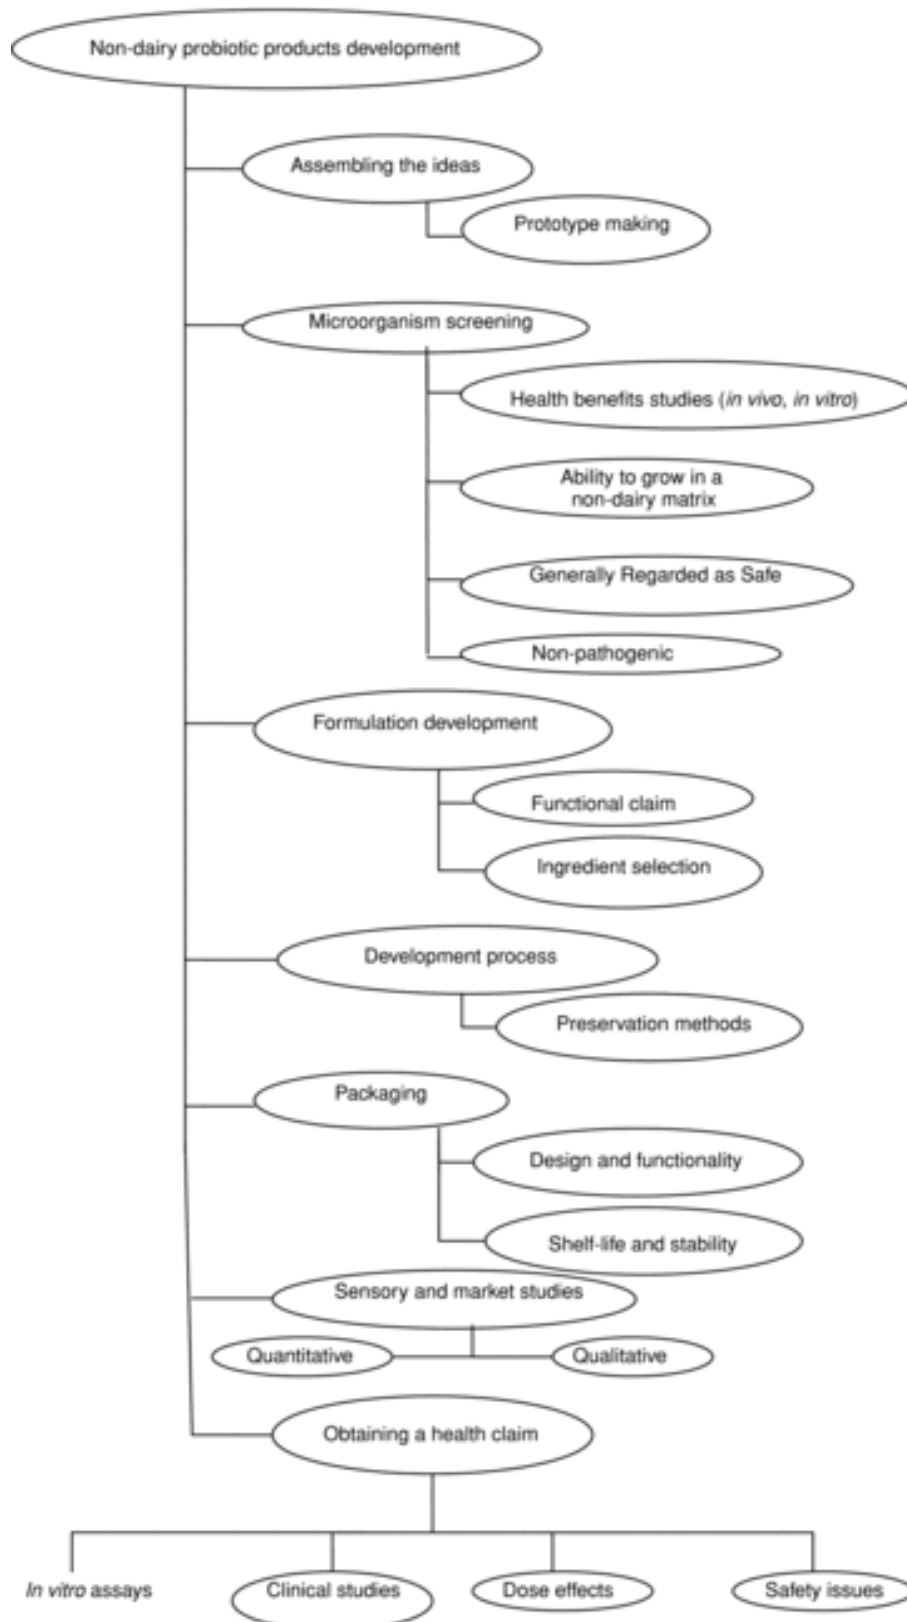 Non-dairy probiotic products development
Assembling the ideas
Prototype making
Microorganism screening
Health benefits studies (in vivo, in vitro)
Ability to grow in a
non-dairy matrix
Generally Regarded as Safe
Non-pathogenic
Formulation development
Functional claim
Ingredient selection
Development process
Preservation methods
Packaging
Design and functionality
Shelf-life and stability
Sensory and market studies
Quantitative
Qualitative
Obtaining a health claim
In vitro assays
Clinical studies
Dose effects
Safety issues